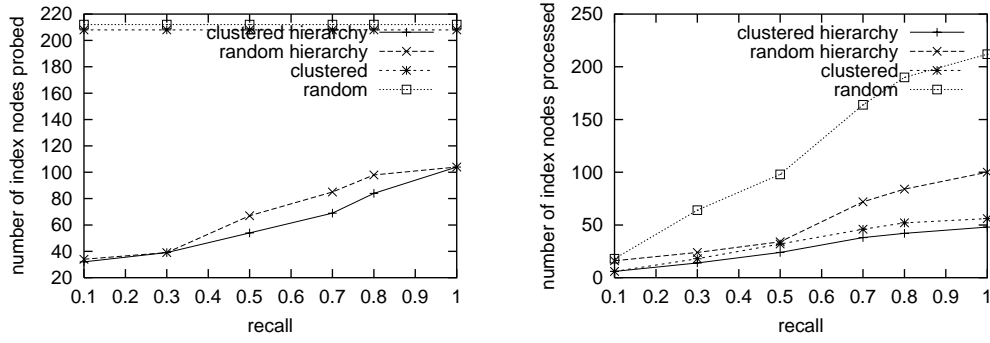 number of index nodes probed
220
200
180
160
140
120
100
80
60
40
20
0.1 0.2 0.3 0.4 0.5 0.6 0.7 0.8 0.9 1
recall
clustered hierarchy
random hierarchy
clustered
random
number of index nodes processed
250
200
150
100
50
0
0.1 0.2 0.3 0.4 0.5 0.6 0.7 0.8 0.9 1
recall
clustered hierarchy
random hierarchy
clustered
random